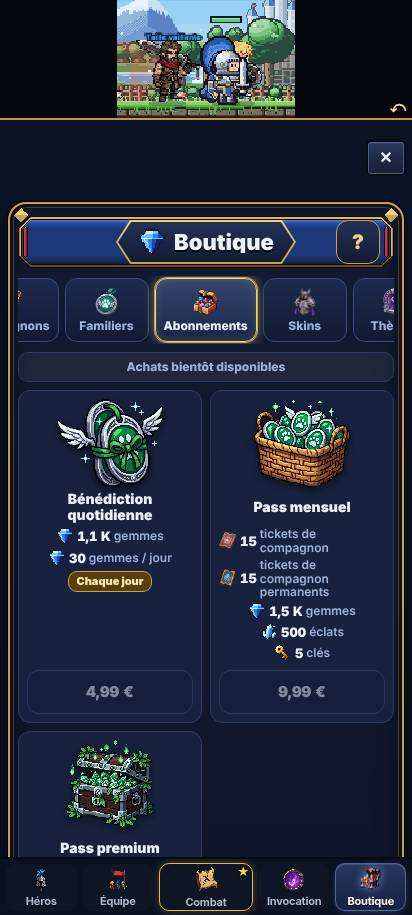 Boutique
?
gnons
Familiers
Abonnements
Skins
Thè
Achats bientôt disponibles
Bénédiction
quotidienne
1,1 K gemmes
30 gemmes / jour
Chaque jour
4,99 €
Pass mensuel
15 tickets de
compagnon
15 tickets de
compagnon
permanents
1,5 K gemmes
500 éclats
5 clés
9,99 €
Pass premium
Héros
Équipe
Combat
Invocation
Boutique